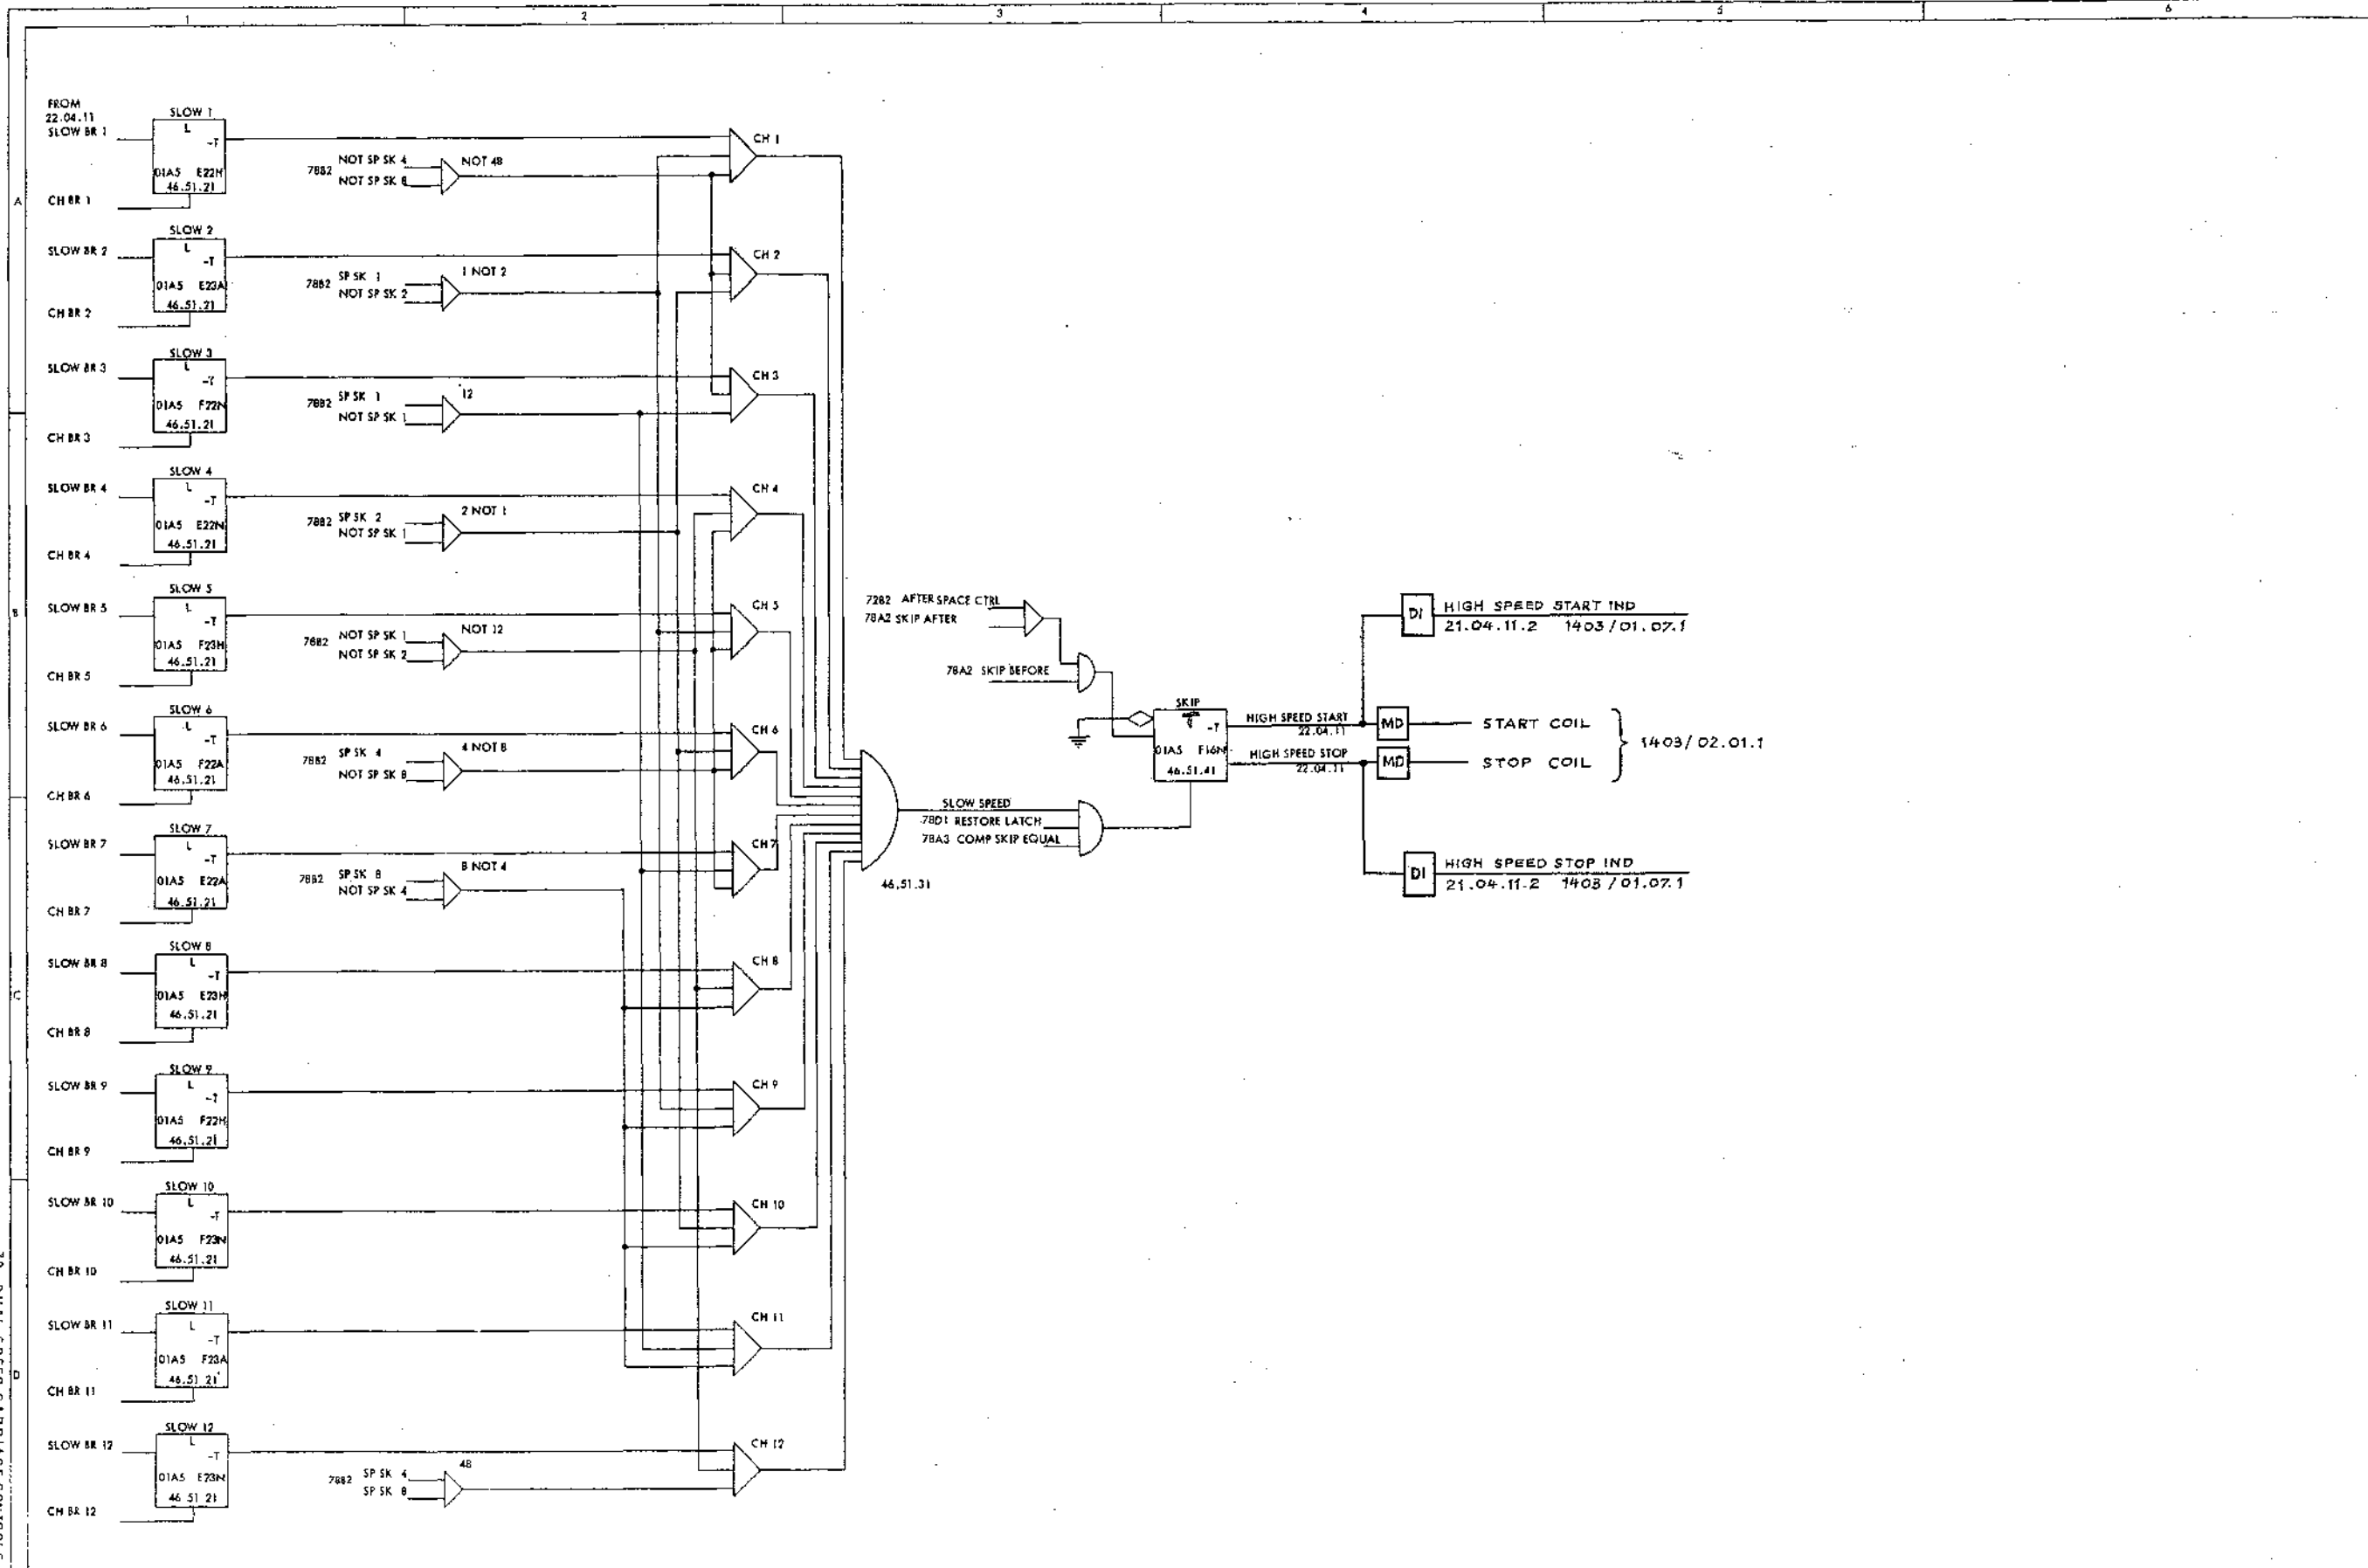 1 2 3 4 5 6
A
B
C
D
FROM
22.04.11
SLOW BR 1
SLOW 1
L
-T
01A5 E22H
46.51.21
CH BR 1
7882
NOT SP SK 4
NOT SP SK 8
NOT 48
CH 1
SLOW BR 2
SLOW 2
L
-T
01A5 E23A
46.51.21
CH BR 2
7882
SP SK 1
NOT SP SK 2
1 NOT 2
CH 2
SLOW BR 3
SLOW 3
L
-T
01A5 F22N
46.51.21
CH BR 3
7882
SP SK 1
NOT SP SK 1
12
CH 3
SLOW BR 4
SLOW 4
L
-T
01A5 E22N
46.51.21
CH BR 4
7882
SP SK 2
NOT SP SK 1
2 NOT 1
CH 4
SLOW BR 5
SLOW 5
L
-T
01A5 F23H
46.51.21
CH BR 5
7882
NOT SP SK 1
NOT SP SK 2
NOT 12
CH 5
SLOW BR 6
SLOW 6
L
-T
01A5 F22A
46.51.21
CH BR 6
7882
SP SK 4
NOT SP SK 8
4 NOT 8
CH 6
SLOW BR 7
SLOW 7
L
-T
01A5 E22A
46.51.21
CH BR 7
7882
SP SK 8
NOT SP SK 4
8 NOT 4
CH 7
SLOW BR 8
SLOW 8
L
-T
01A5 E23H
46.51.21
CH BR 8
CH 8
SLOW BR 9
SLOW 9
L
-T
01A5 F22H
46.51.21
CH BR 9
CH 9
SLOW BR 10
SLOW 10
L
-T
01A5 F23N
46.51.21
CH BR 10
CH 10
SLOW BR 11
SLOW 11
L
-T
01A5 F23A
46.51 21
CH BR 11
CH 11
SLOW BR 12
SLOW 12
L
-T
01A5 E23N
46 51 21
CH BR 12
7882
SP SK 4
SP SK 8
48
CH 12
46.51.31
7282 AFTER SPACE CTRL
78A2 SKIP AFTER
78A2 SKIP BEFORE
SLOW SPEED
78D1 RESTORE LATCH
78A3 COMP SKIP EQUAL
SKIP
T
-T
01A5 F16N
46.51.41
HIGH SPEED START
22.04.11
HIGH SPEED STOP
22.04.11
DI
HIGH SPEED START IND
21.04.11.2 1403/01.07.1
MD
START COIL
MD
STOP COIL
1403/02.01.1
DI
HIGH SPEED STOP IND
21.04.11.2 1403/01.07.1